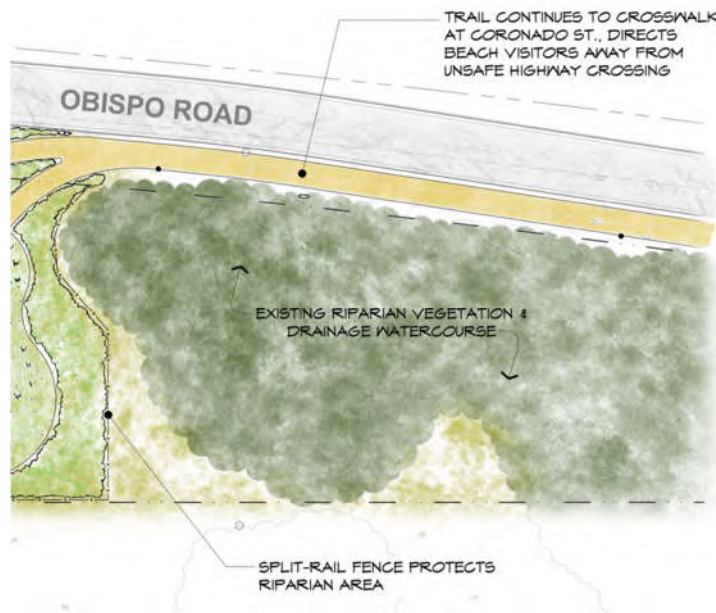 TRAIL CONTINUES TO CROSSWALK
AT CORONADO ST., DIRECTS
BEACH VISITORS AWAY FROM
UNSAFE HIGHWAY CROSSING
OBISPO ROAD
EXISTING RIPARIAN VEGETATION &
DRAINAGE WATERCOURSE
SPLIT-RAIL FENCE PROTECTS
RIPARIAN AREA